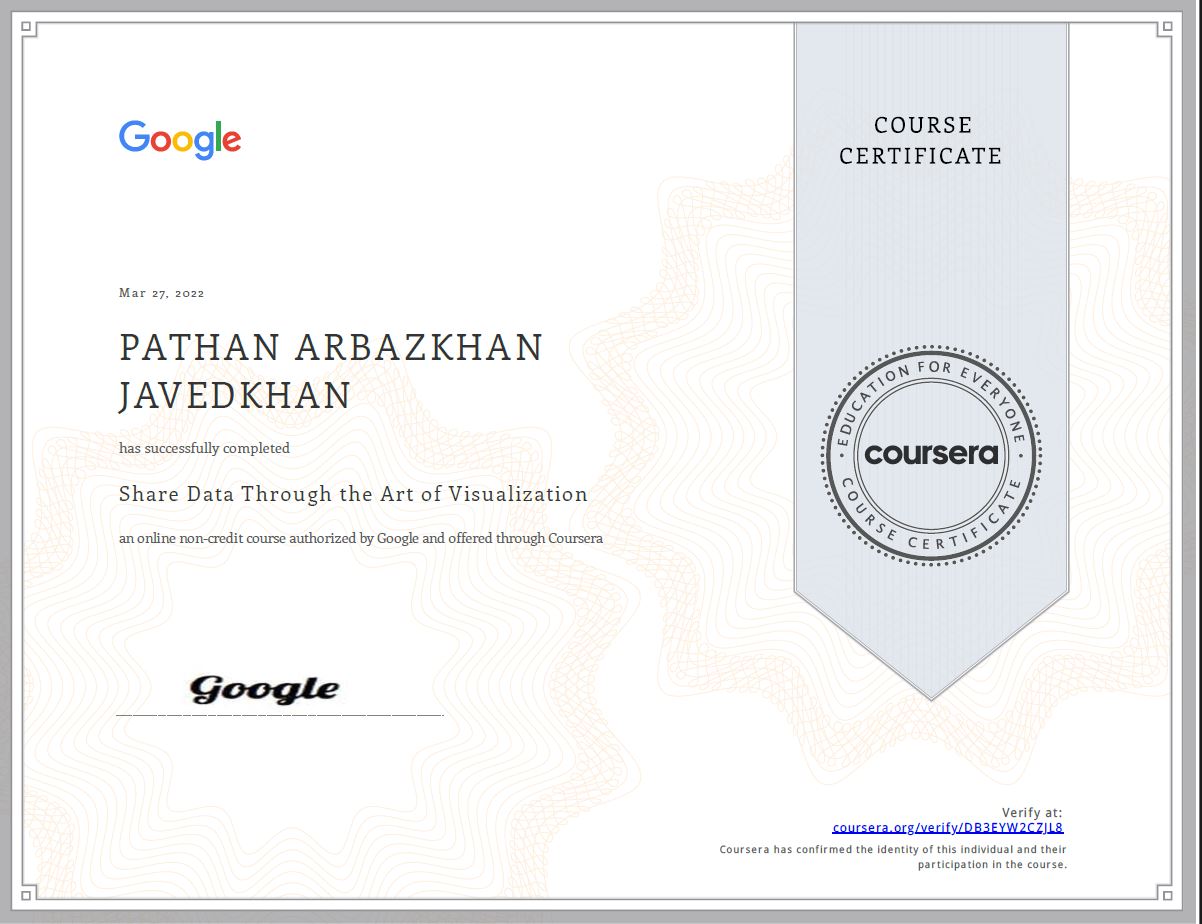 Google
COURSE
CERTIFICATE
Mar 27, 2022
PATHAN ARBAZKHAN
JAVEDKHAN
has successfully completed
Share Data Through the Art of Visualization
an online non-credit course authorized by Google and offered through Coursera
EDUCATION FOR EVERYONE
coursera
COURSE CERTIFICATE
Google
Verify at:
coursera.org/verify/DB3EYW2CZJL8
Coursera has confirmed the identity of this individual and their
participation in the course.